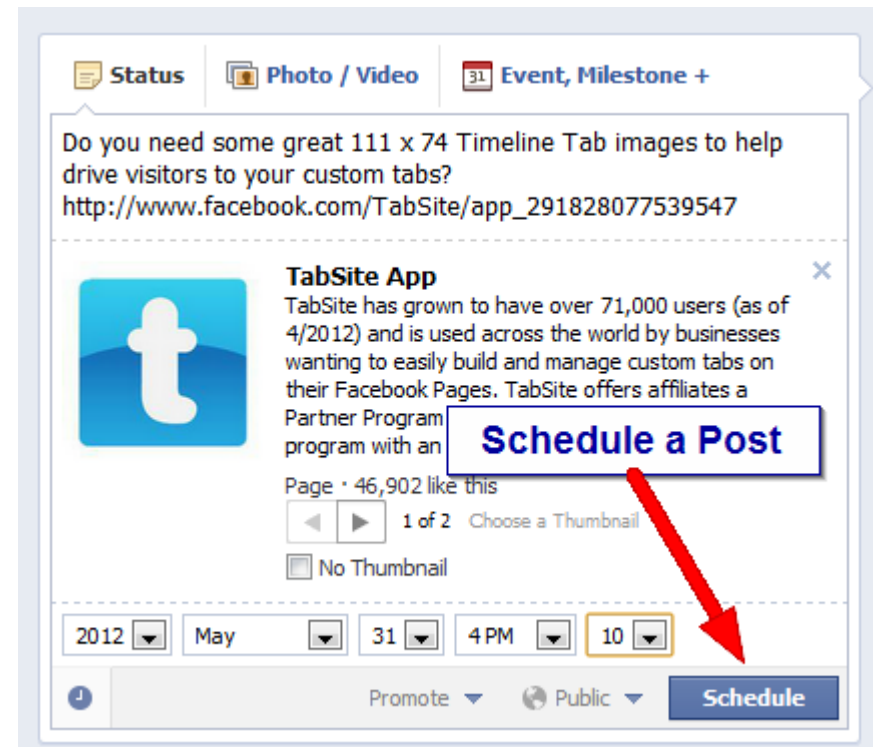 Status Photo / Video 31 Event, Milestone +
Do you need some great 111 x 74 Timeline Tab images to help
drive visitors to your custom tabs?
http://www.facebook.com/TabSite/app_291828077539547
t
TabSite App
TabSite has grown to have over 71,000 users (as of
4/2012) and is used across the world by businesses
wanting to easily build and manage custom tabs on
their Facebook Pages. TabSite offers affiliates a
Partner Program
program with an
Schedule a Post
Page · 46,902 like this
1 of 2 Choose a Thumbnail
No Thumbnail
2012 May 31 4 PM 10
Promote Public Schedule